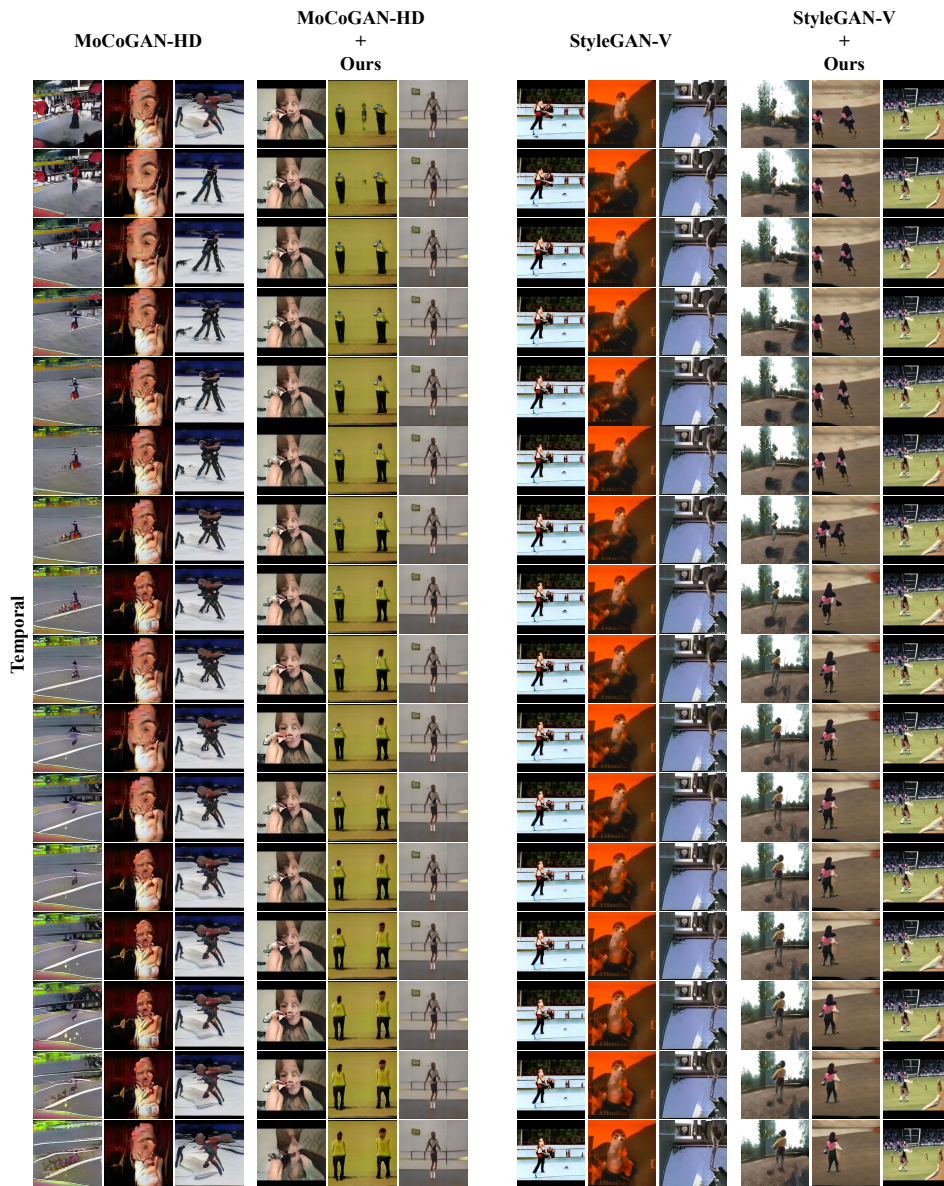 MoCoGAN-HD
MoCoGAN-HD
+
Ours
StyleGAN-V
StyleGAN-V
+
Ours
Temporal